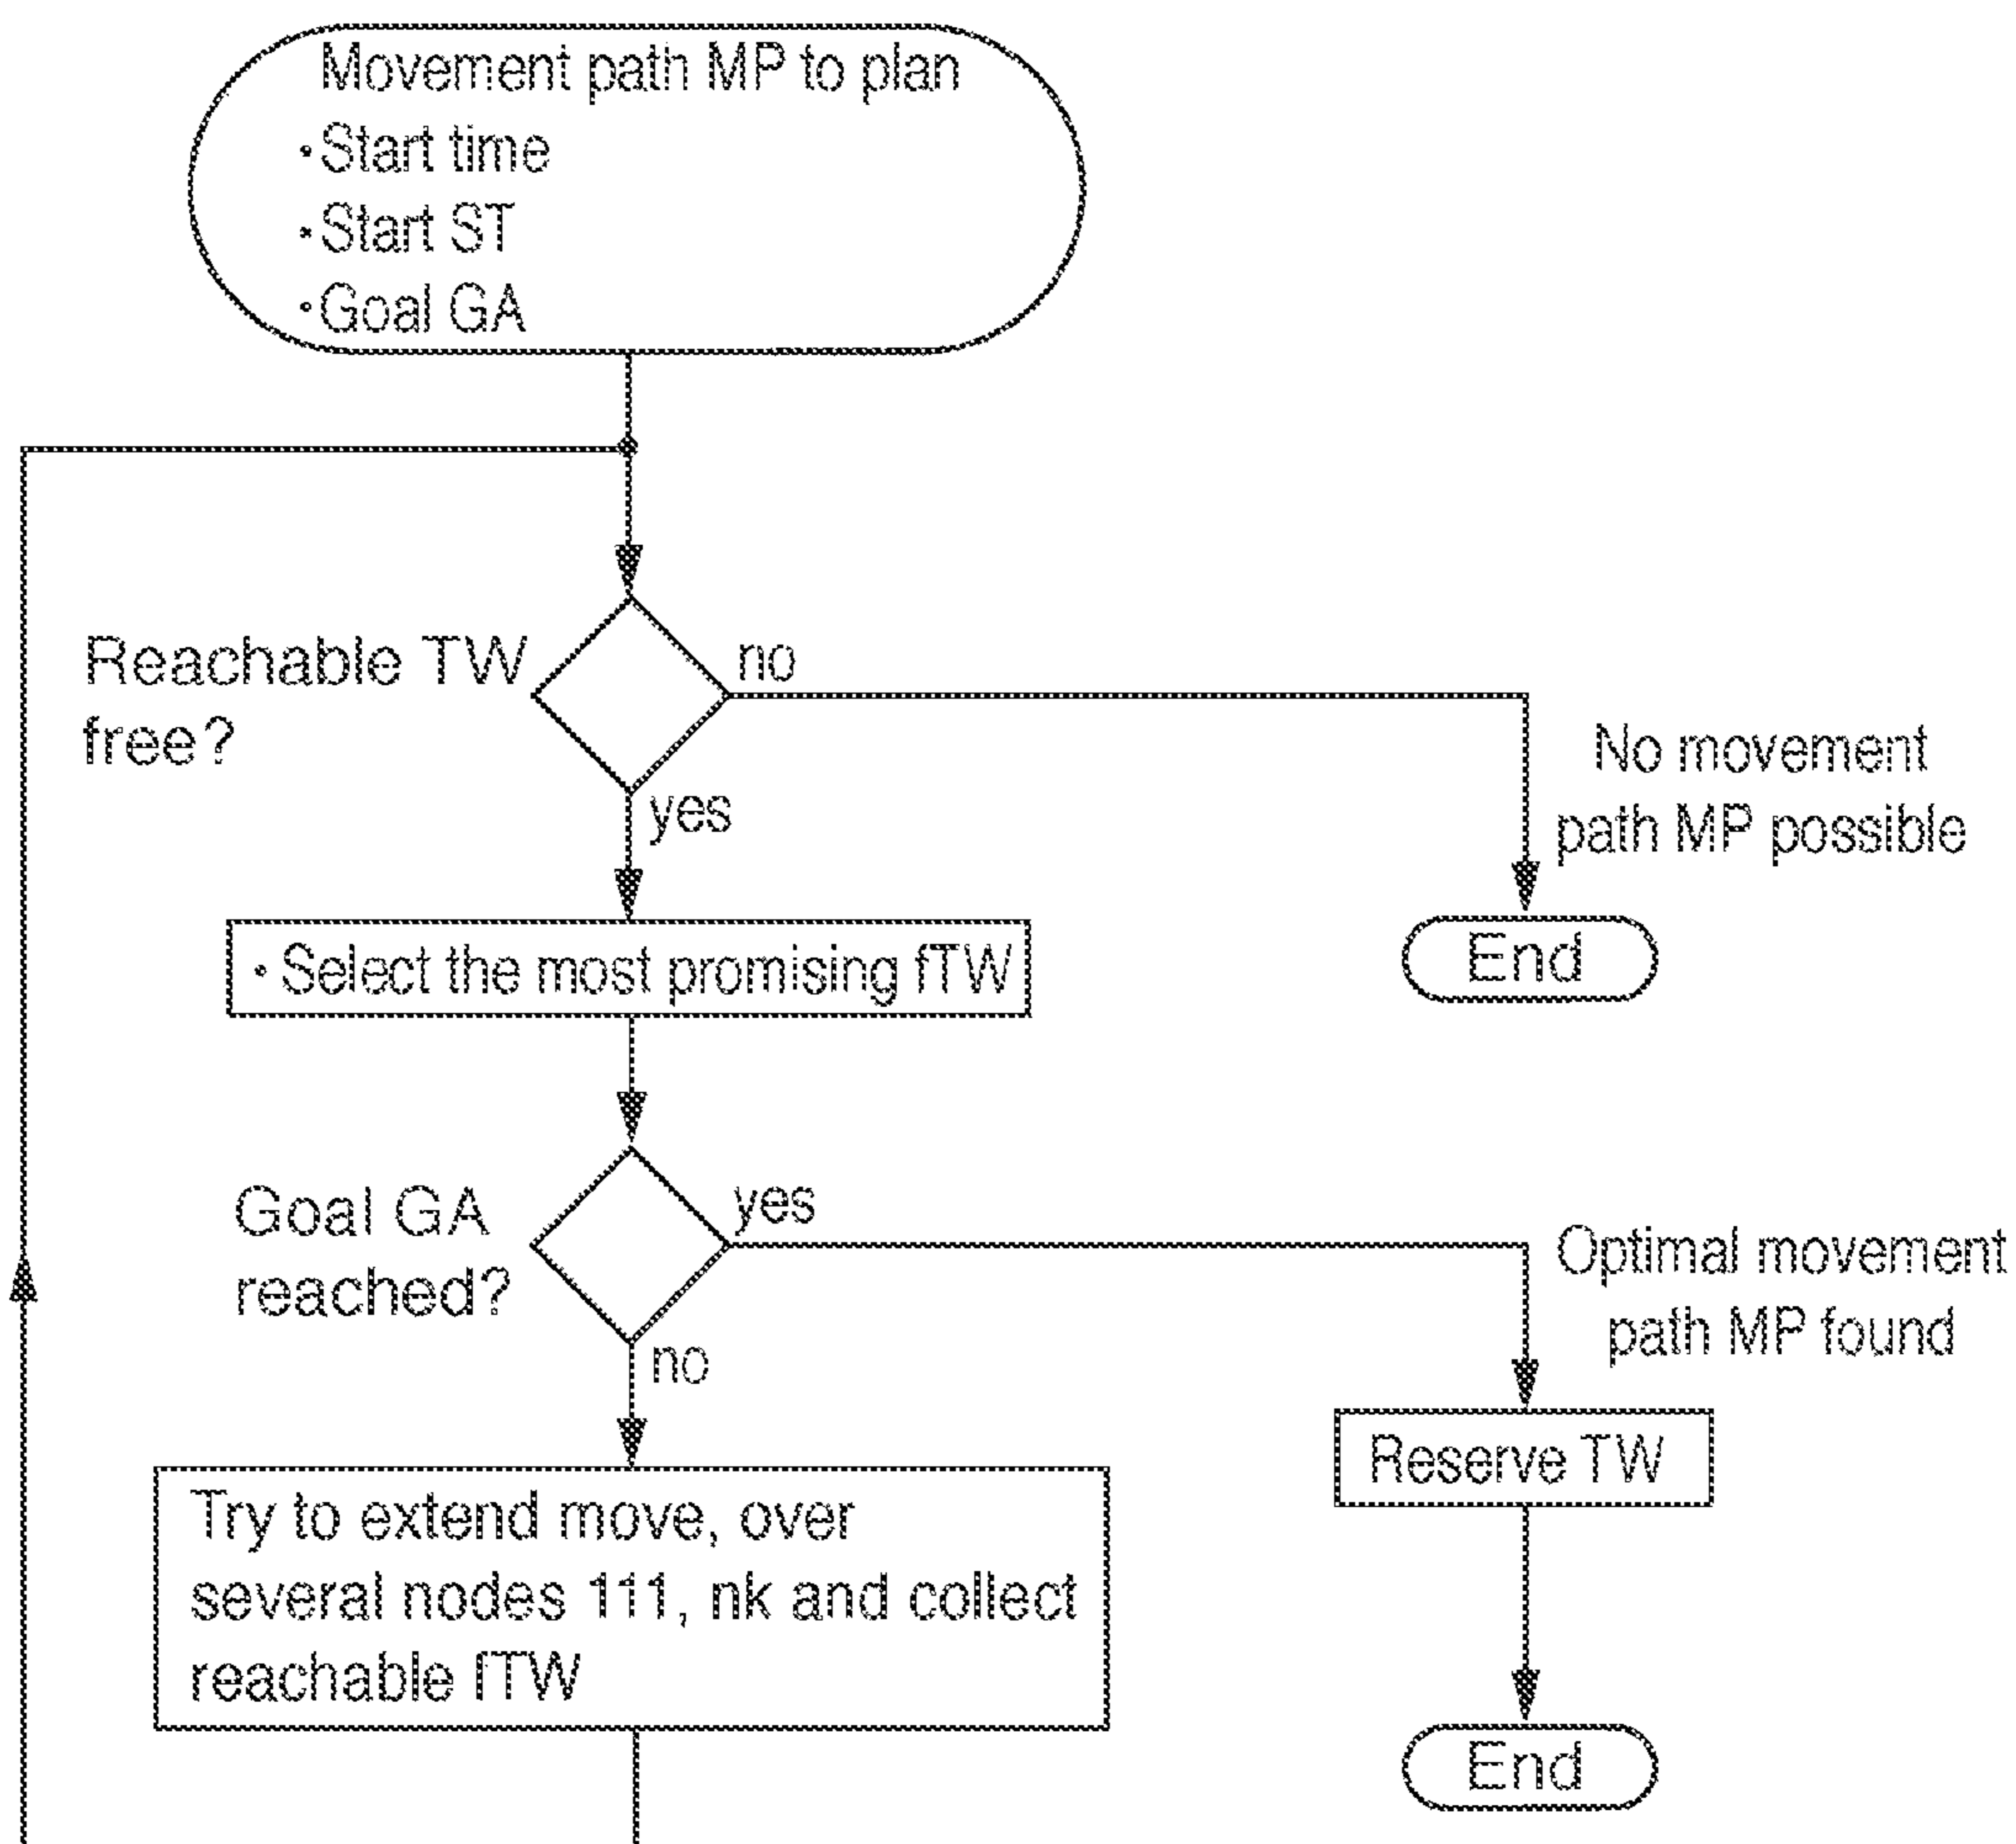 Movement path MP to plan
· Start time
· Start ST
· Goal GA
Reachable TW
free?
no
yes
No movement
path MP possible
· Select the most promising fTW
End
Goal GA
reached?
yes
no
Optimal movement
path MP found
Reserve TW
Try to extend move, over
several nodes 111, nk and collect
reachable fTW
End